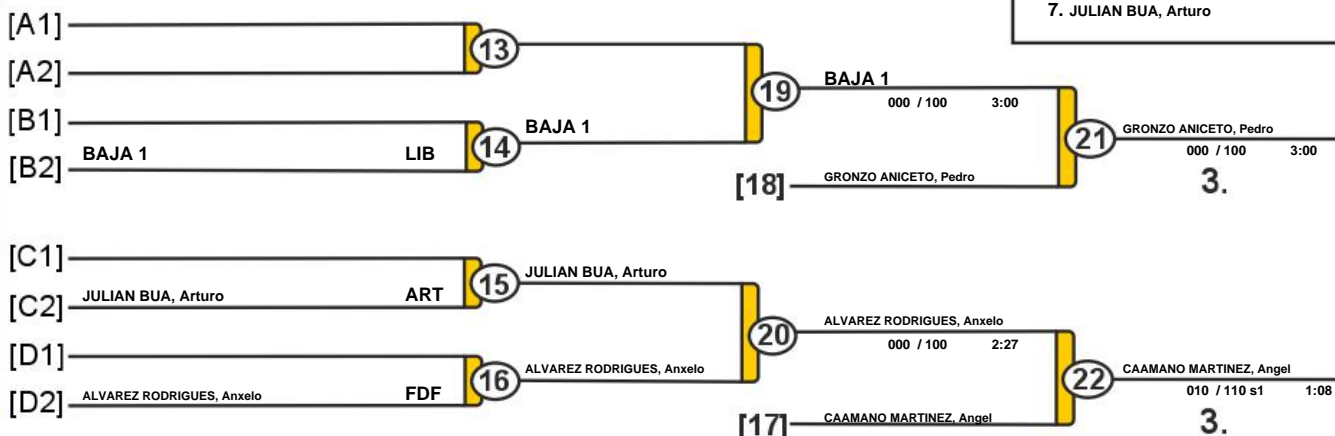 7. JULIAN BUA, Arturo
[A1]
13
[A2]
19
BAJA 1
000 / 100 3:00
[B1]
BAJA 1
14
21
GRONZO ANICETO, Pedro
000 / 100 3:00
[B2] BAJA 1 LIB
[18] GRONZO ANICETO, Pedro
3.
[C1]
15
JULIAN BUA, Arturo
[C2] JULIAN BUA, Arturo ART
20
ALVAREZ RODRIGUES, Anxelo
000 / 100 2:27
[D1]
16
ALVAREZ RODRIGUES, Anxelo
22
CAAMANO MARTINEZ, Angel
010 / 110 s1 1:08
[D2] ALVAREZ RODRIGUES, Anxelo FDF
[17] CAAMANO MARTINEZ, Angel
3.